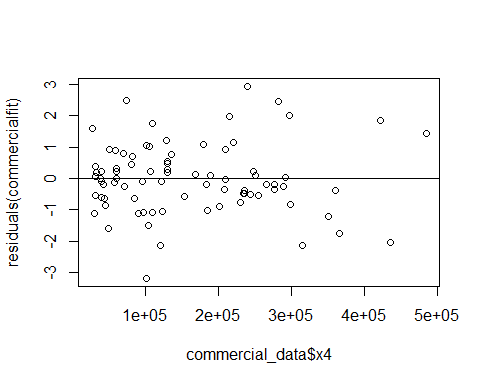 residuals(commercialfit)
3
2
1
0
-1
-2
-3
1e+05
2e+05
3e+05
4e+05
5e+05
commercial_data$x4